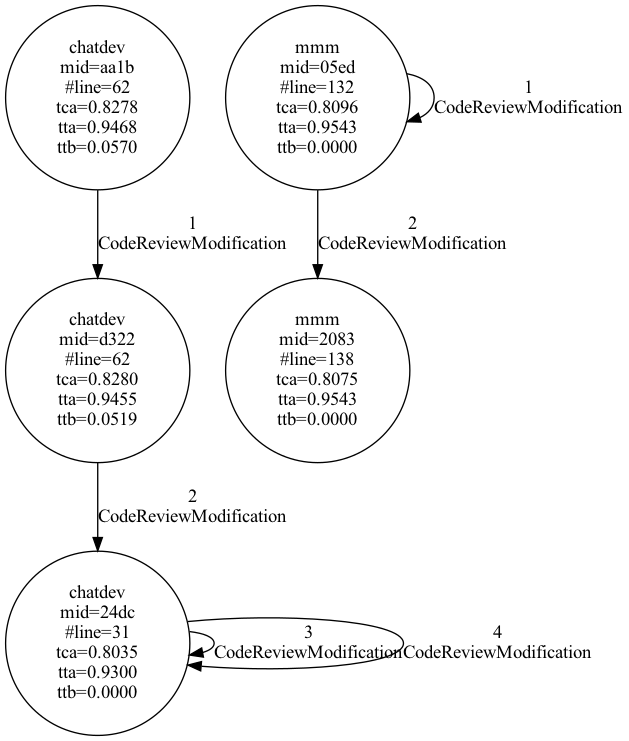 chatdev
mid=aa1b
#line=62
tca=0.8278
tta=0.9468
ttb=0.0570
mmm
mid=05ed
#line=132
tca=0.8096
tta=0.9543
ttb=0.0000
1
CodeReviewModification
1
CodeReviewModification
2
CodeReviewModification
chatdev
mid=d322
#line=62
tca=0.8280
tta=0.9455
ttb=0.0519
mmm
mid=2083
#line=138
tca=0.8075
tta=0.9543
ttb=0.0000
2
CodeReviewModification
chatdev
mid=24dc
#line=31
tca=0.8035
tta=0.9300
ttb=0.0000
3
CodeReviewModification
4
CodeReviewModification